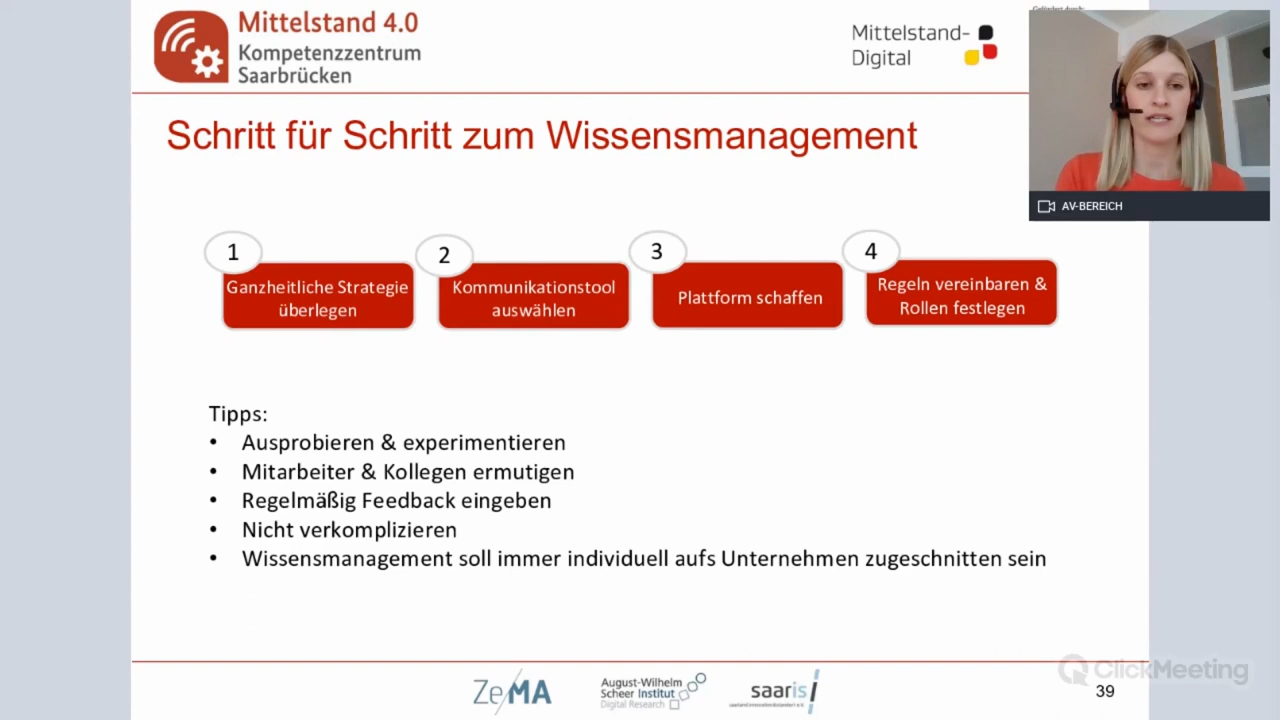 Mittelstand 4.0
Kompetenzzentrum
Saarbrücken
Mittelstand-
Digital
Gefördert durch:
AV-BEREICH
Schritt für Schritt zum Wissensmanagement
1
Ganzheitliche Strategie
überlegen
2
Kommunikationstool
auswählen
3
Plattform schaffen
4
Regeln vereinbaren &
Rollen festlegen
Tipps:
• Ausprobieren & experimentieren
• Mitarbeiter & Kollegen ermutigen
• Regelmäßig Feedback eingeben
• Nicht verkomplizieren
• Wissensmanagement soll immer individuell aufs Unternehmen zugeschnitten sein
ZeMA
August-Wilhelm
Scheer Institut
Digital Research
saaris
ClickMeeting
39